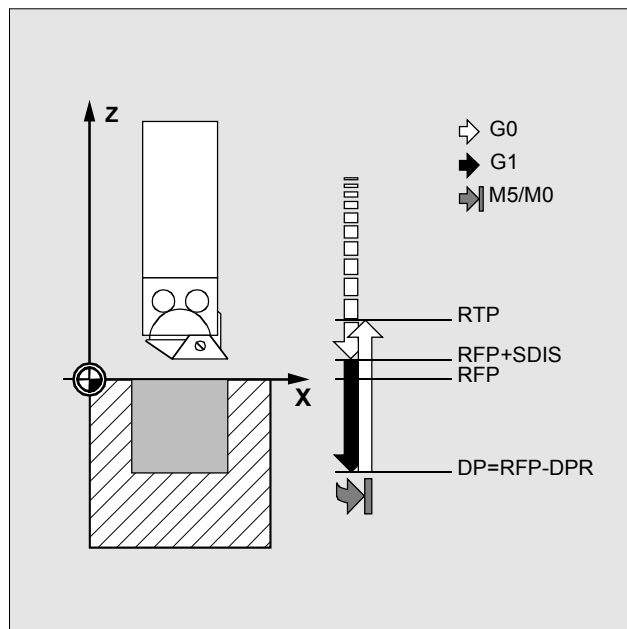 Z
G0
G1
M5/M0
RTP
RFP+SDIS
RFP
X
DP=RFP-DPR